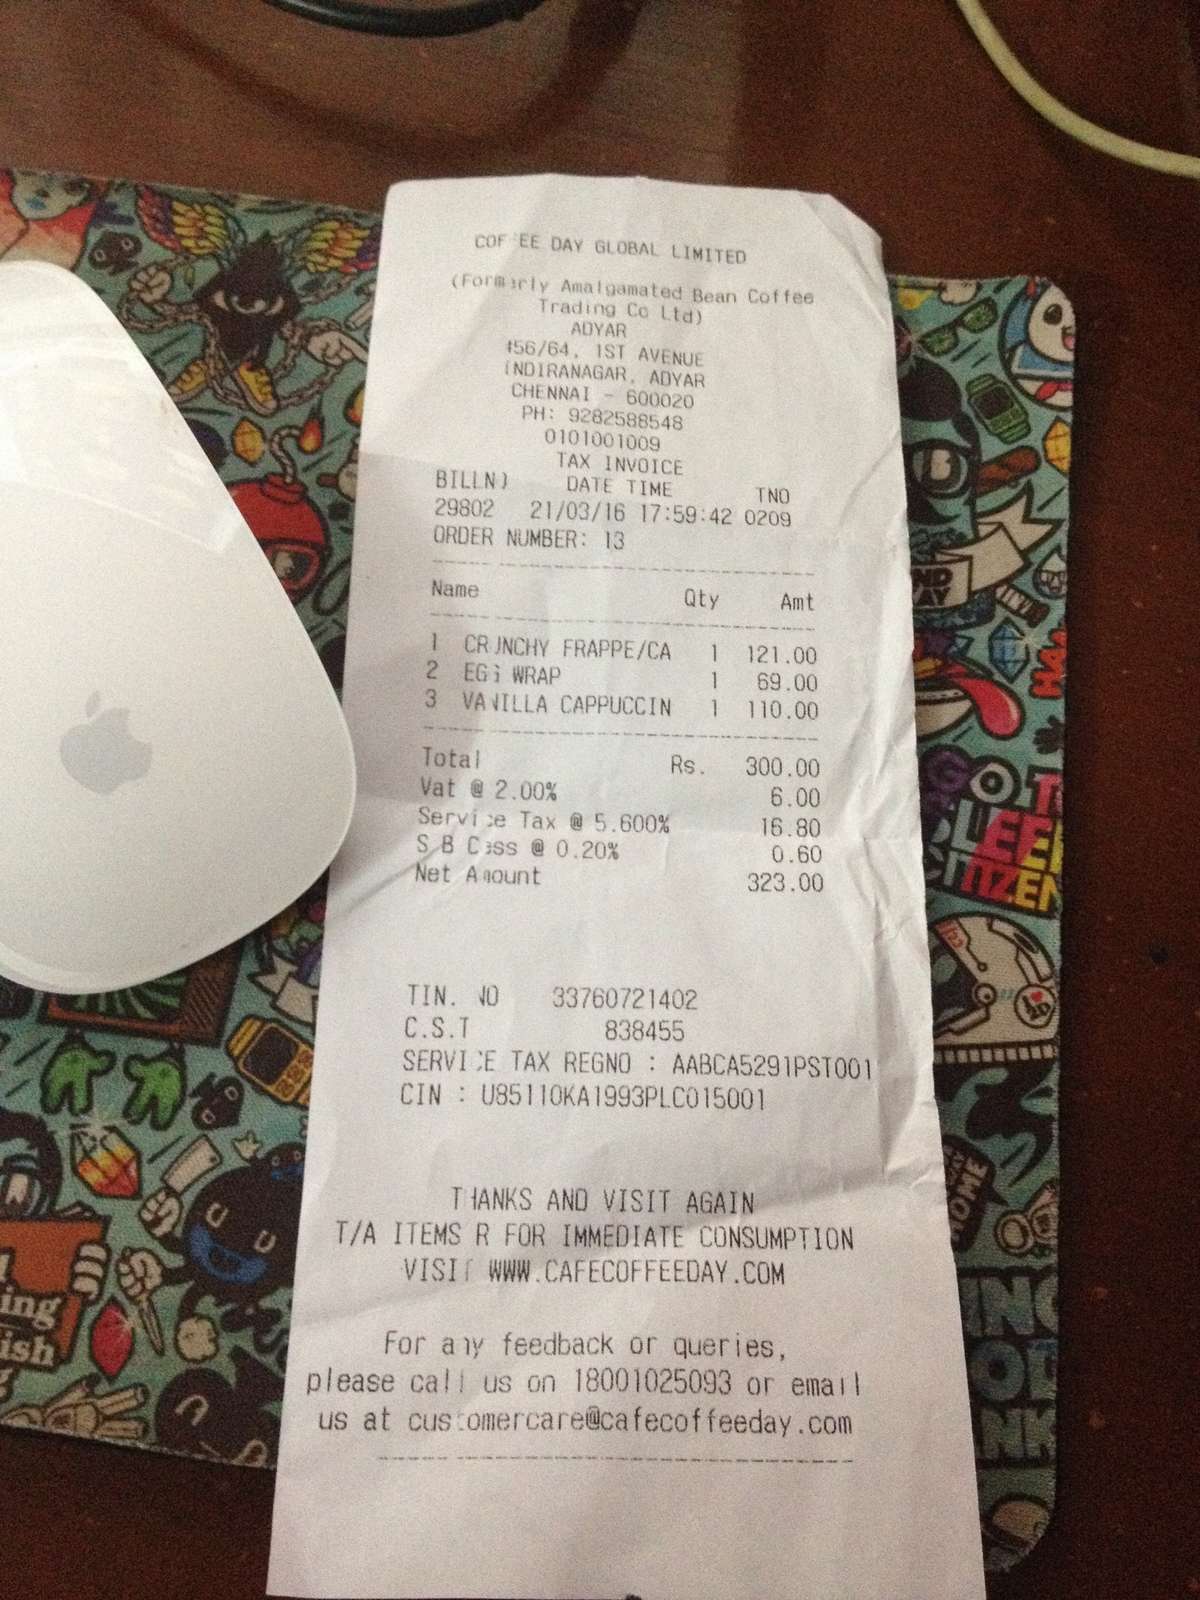 COFFEE DAY GLOBAL LIMITED
(Formerly Amalgamated Bean Coffee
Trading Co Ltd)
ADYAR
#56/64, 1ST AVENUE
INDIRANAGAR, ADYAR
CHENNAI - 600020
PH: 9282588548
0101001009
TAX INVOICE
BILLNO DATE TIME TNO
29802 21/03/16 17:59:42 0209
ORDER NUMBER: 13
Name Qty Amt
1 CRUNCHY FRAPPE/CA 1 121.00
2 EGG WRAP 1 69.00
3 VANILLA CAPPUCCIN 1 110.00
Total Rs. 300.00
Vat @ 2.00% 6.00
Service Tax @ 5.600% 16.80
S B Cess @ 0.20% 0.60
Net Amount 323.00
TIN. NO 33760721402
C.S.T 838455
SERVICE TAX REGNO : AABCA5291PST001
CIN : U85110KA1993PLC015001
THANKS AND VISIT AGAIN
T/A ITEMS R FOR IMMEDIATE CONSUMPTION
VISIT WWW.CAFECOFFEEDAY.COM
For any feedback or queries,
please call us on 18001025093 or email
us at customercare@cafecoffeeday.com